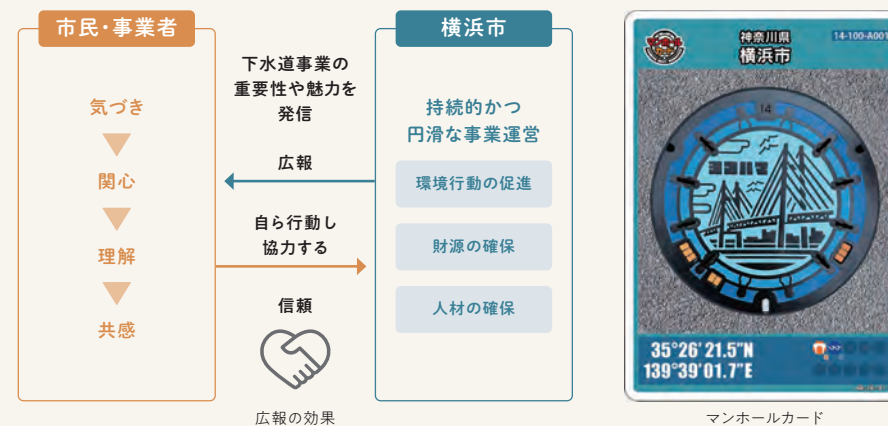 市民・事業者
気づき
関心
理解
共感
下水道事業の
重要性や魅力を
発信
広報
自ら行動し
協力する
信頼
広報の効果
横浜市
持続的かつ
円滑な事業運営
環境行動の促進
財源の確保
人材の確保
神奈川県
横浜市
14-100-A001
14
35°26'21.5"N
139°39'01.7"E
マンホールカード